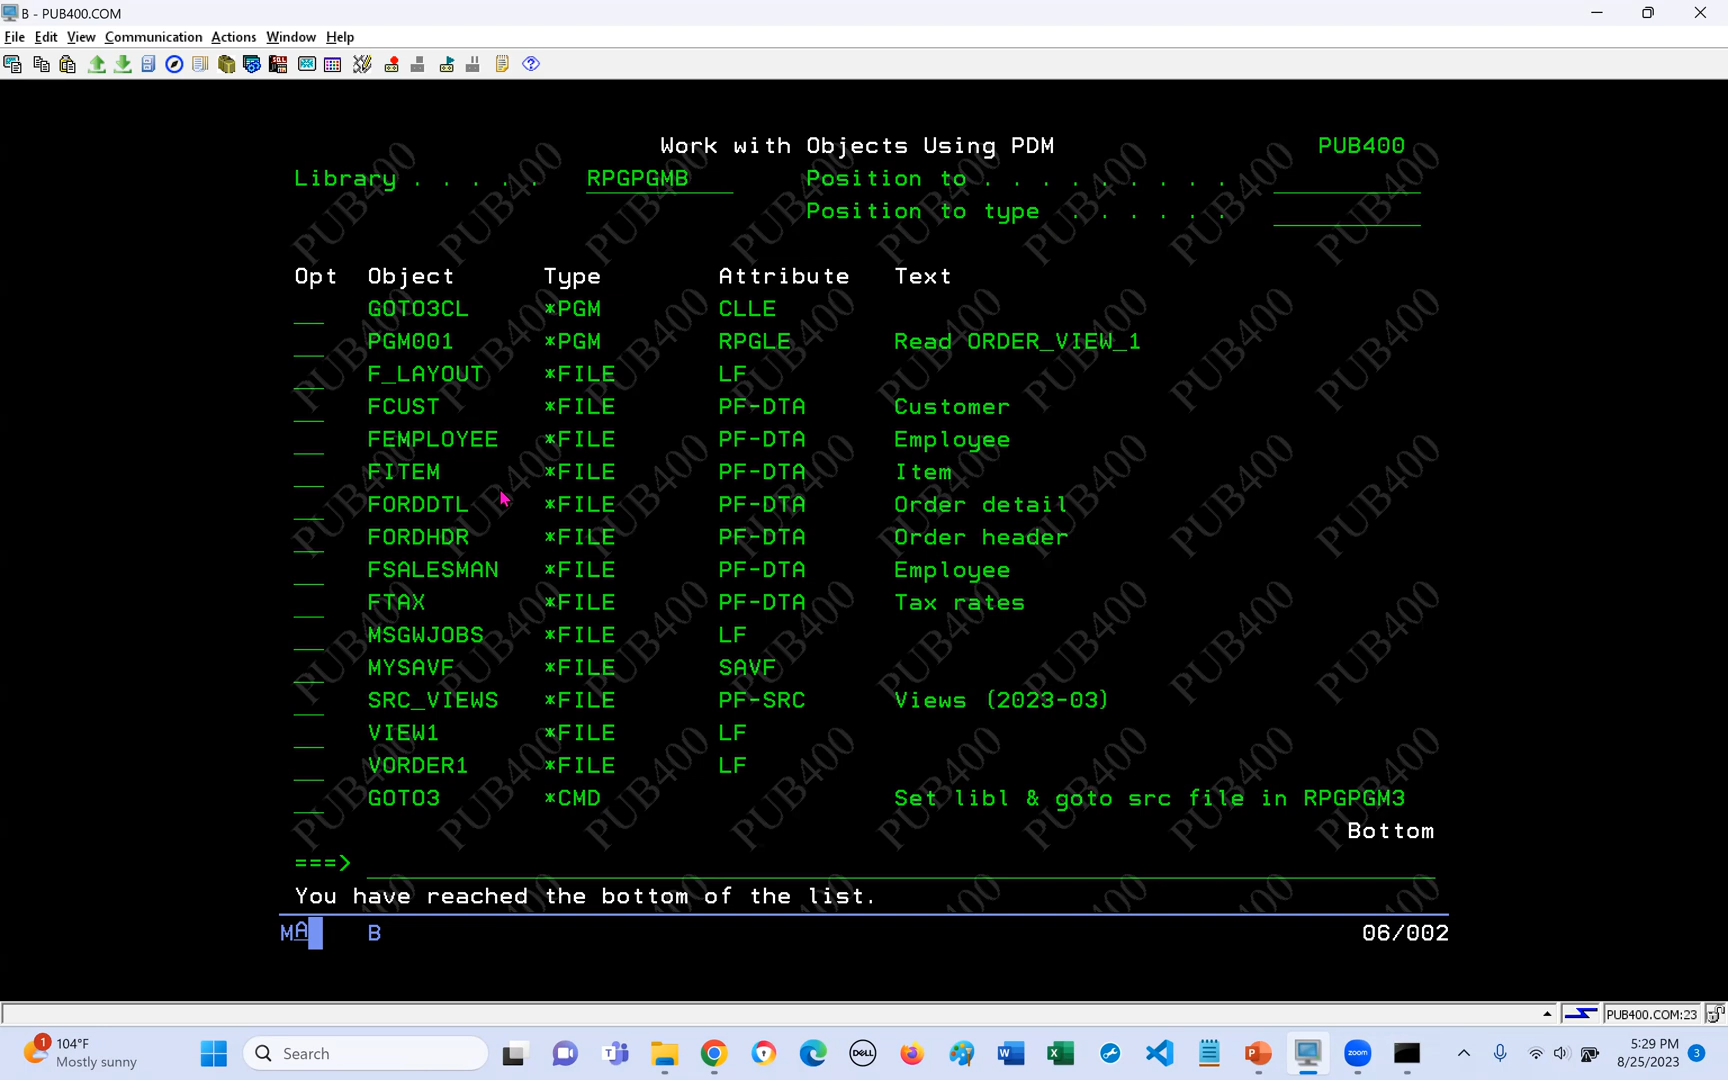 B - PUB400.COM
File Edit View Communication Actions Window Help
Work with Objects Using PDM PUB400
Library . . . . . RPGPGMB Position to . . . . . . . . .
Position to type . . . . . .
Opt Object Type Attribute Text
GOTO3CL *PGM CLLE
PGM001 *PGM RPGLE Read ORDER_VIEW_1
F_LAYOUT *FILE LF
FCUST *FILE PF-DTA Customer
FEMPLOYEE *FILE PF-DTA Employee
FITEM *FILE PF-DTA Item
FORDDTL *FILE PF-DTA Order detail
FORDHDR *FILE PF-DTA Order header
FSALESMAN *FILE PF-DTA Employee
FTAX *FILE PF-DTA Tax rates
MSGWJOBS *FILE LF
MYSAVF *FILE SAVF
SRC_VIEWS *FILE PF-SRC Views (2023-03)
VIEW1 *FILE LF
VORDER1 *FILE LF
GOTO3 *CMD Set libl & goto src file in RPGPGM3
Bottom
===>
You have reached the bottom of the list.
MA B 06/002
PUB400.COM:23
1 104°F
Mostly sunny
Search
DELL
zoom
5:29 PM
8/25/2023
3